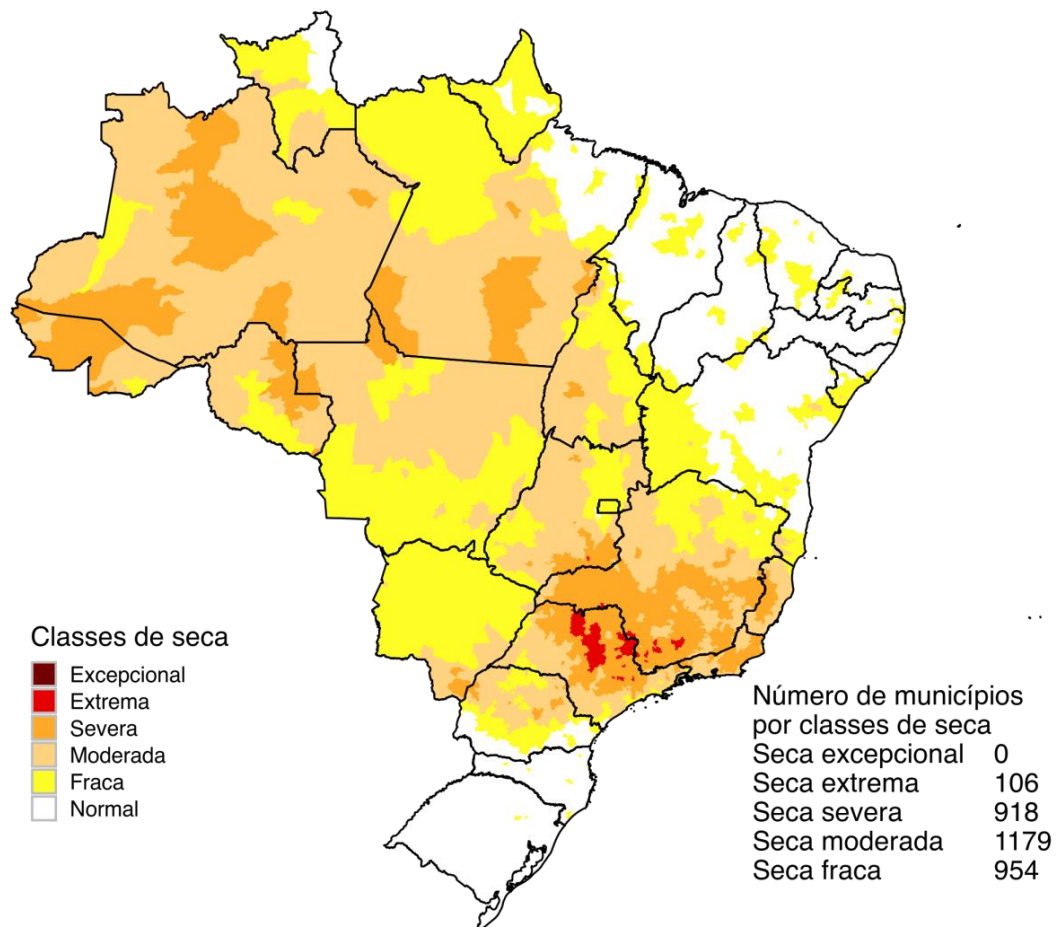 Classes de seca
Excepcional
Extrema
Severa
Moderada
Fraca
Normal
Número de municípios
por classes de seca
Seca excepcional 0
Seca extrema 106
Seca severa 918
Seca moderada 1179
Seca fraca 954